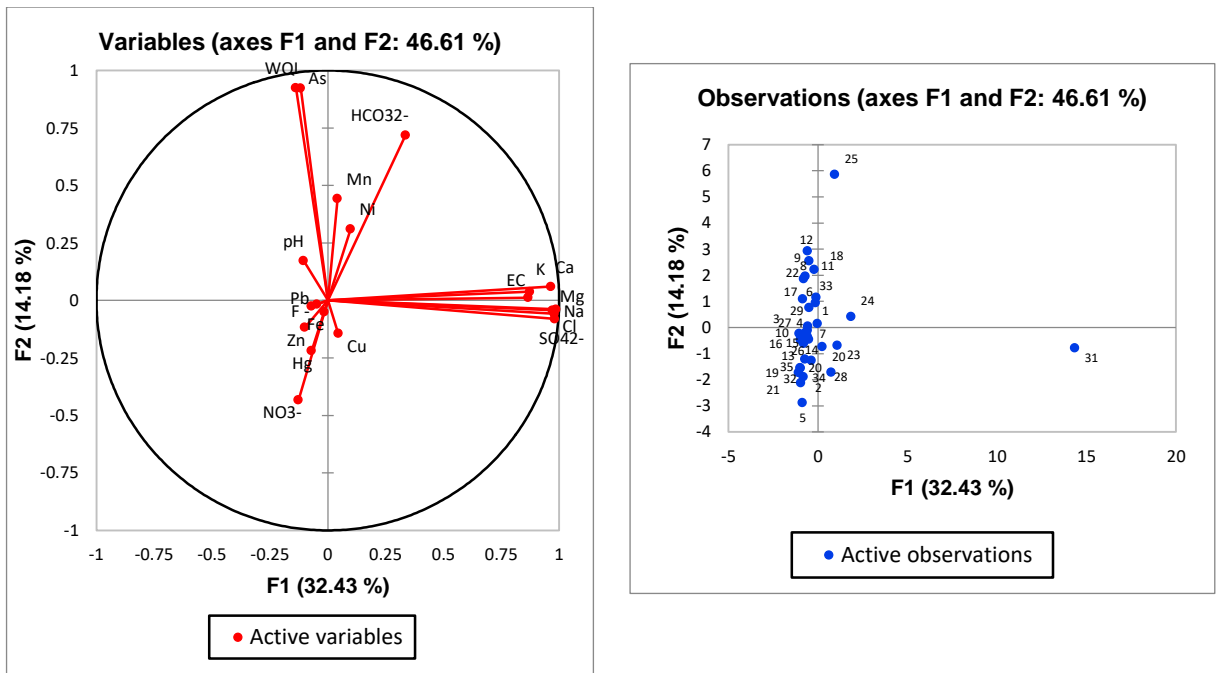 Variables (axes F1 and F2: 46.61 %)
1
WQI
As
HCO32-
0.75
0.5
Mn
Ni
0.25
pH
EC
K
Ca
0
Pb
F -
Fe
Zn
Hg
Cu
Mg
Na
Cl
SO42-
-0.25
NO3-
-0.5
-0.75
-1
-1
-0.75
-0.5
-0.25
0
0.25
0.5
0.75
1
F2 (14.18 %)
F1 (32.43 %)
Active variables
Observations (axes F1 and F2: 46.61 %)
7
6
5
4
3
2
1
0
-1
-2
-3
-4
25
12
9
18
8
11
22
33
17
6
24
29
1
3
27
4
10
7
16
15
26
14
13
20
23
31
35
20
19
32
34
28
21
2
5
-5
0
5
10
15
20
F2 (14.18 %)
F1 (32.43 %)
Active observations